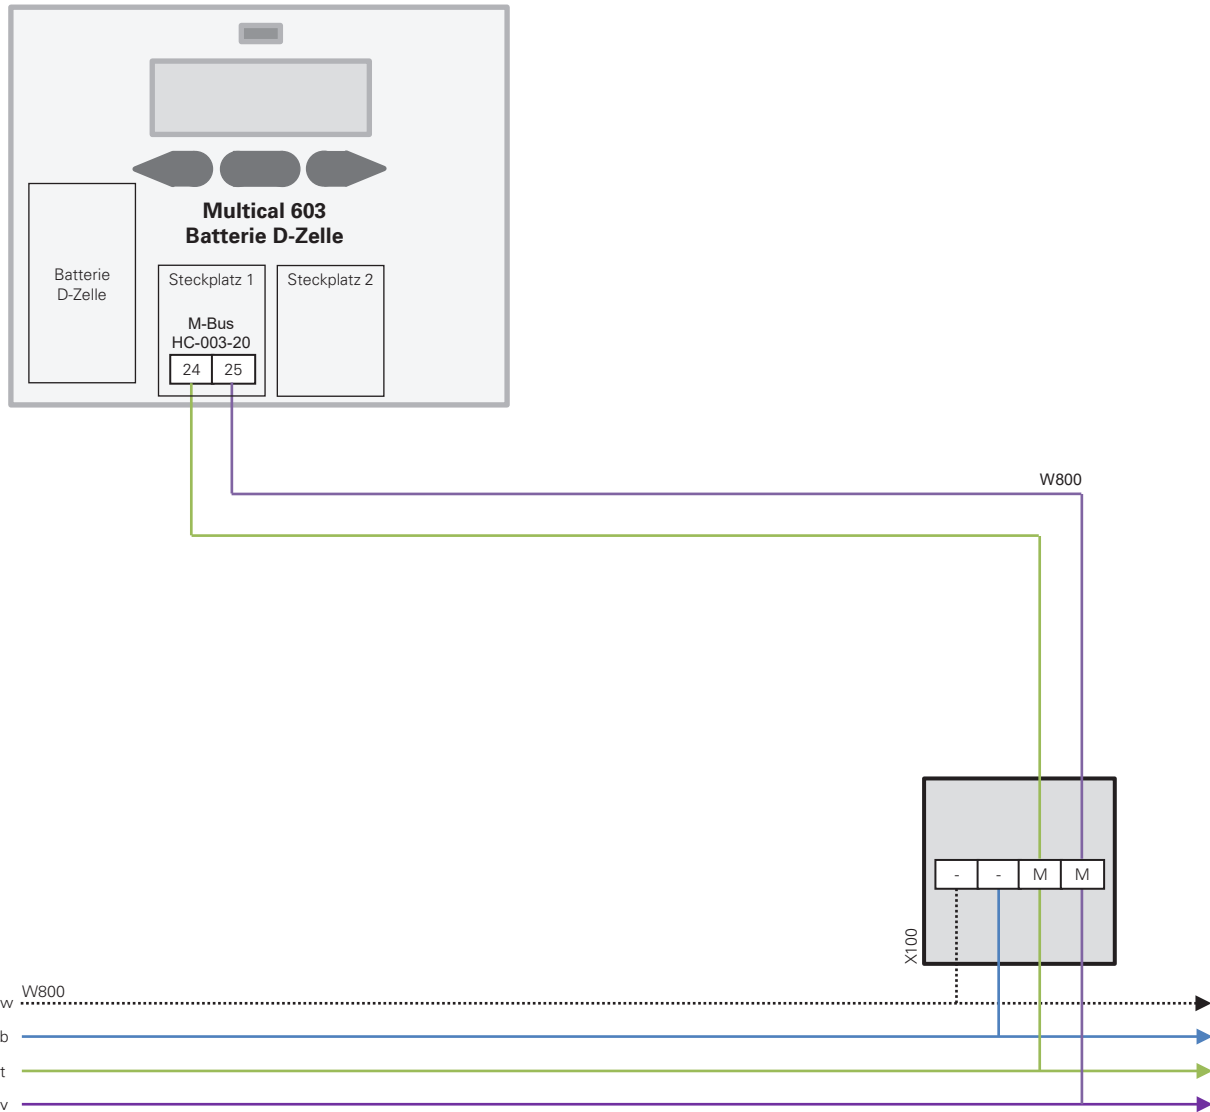 Multical 603
Batterie D-Zelle
Batterie
D-Zelle
Steckplatz 1
Steckplatz 2
M-Bus
HC-003-20
24 25
W800
- - M M
X100
W800
w
b
t
v